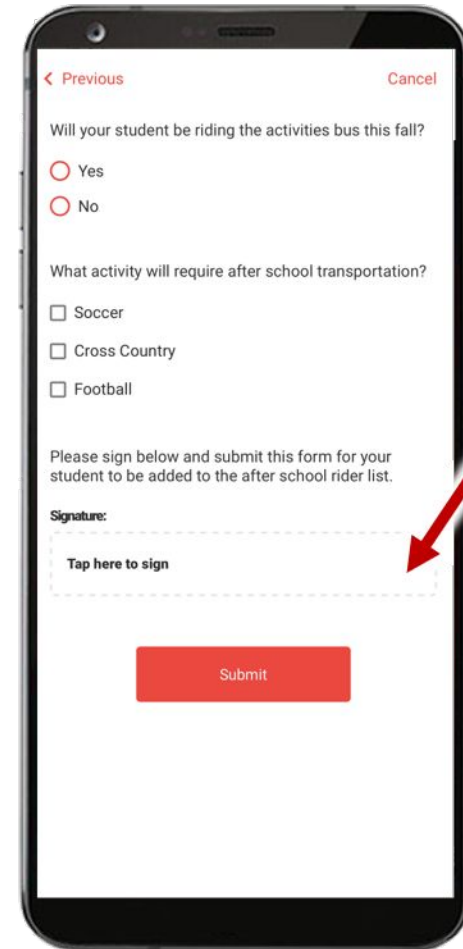 Previous
Cancel
Will your student be riding the activities bus this fall?
Yes
No
What activity will require after school transportation?
Soccer
Cross Country
Football
Please sign below and submit this form for your
student to be added to the after school rider list.
Signature:
Tap here to sign
Submit